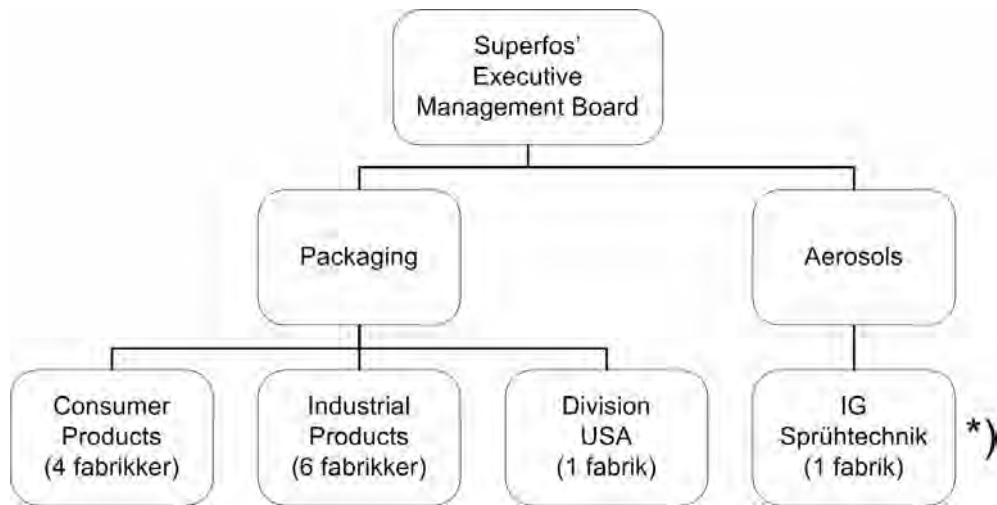 Superfos’
Executive
Management Board
Packaging
Aerosols
Consumer
Products
(4 fabrikker)
Industrial
Products
(6 fabrikker)
Division
USA
(1 fabrik)
IG
Sprühtechnik
(1 fabrik)
*)